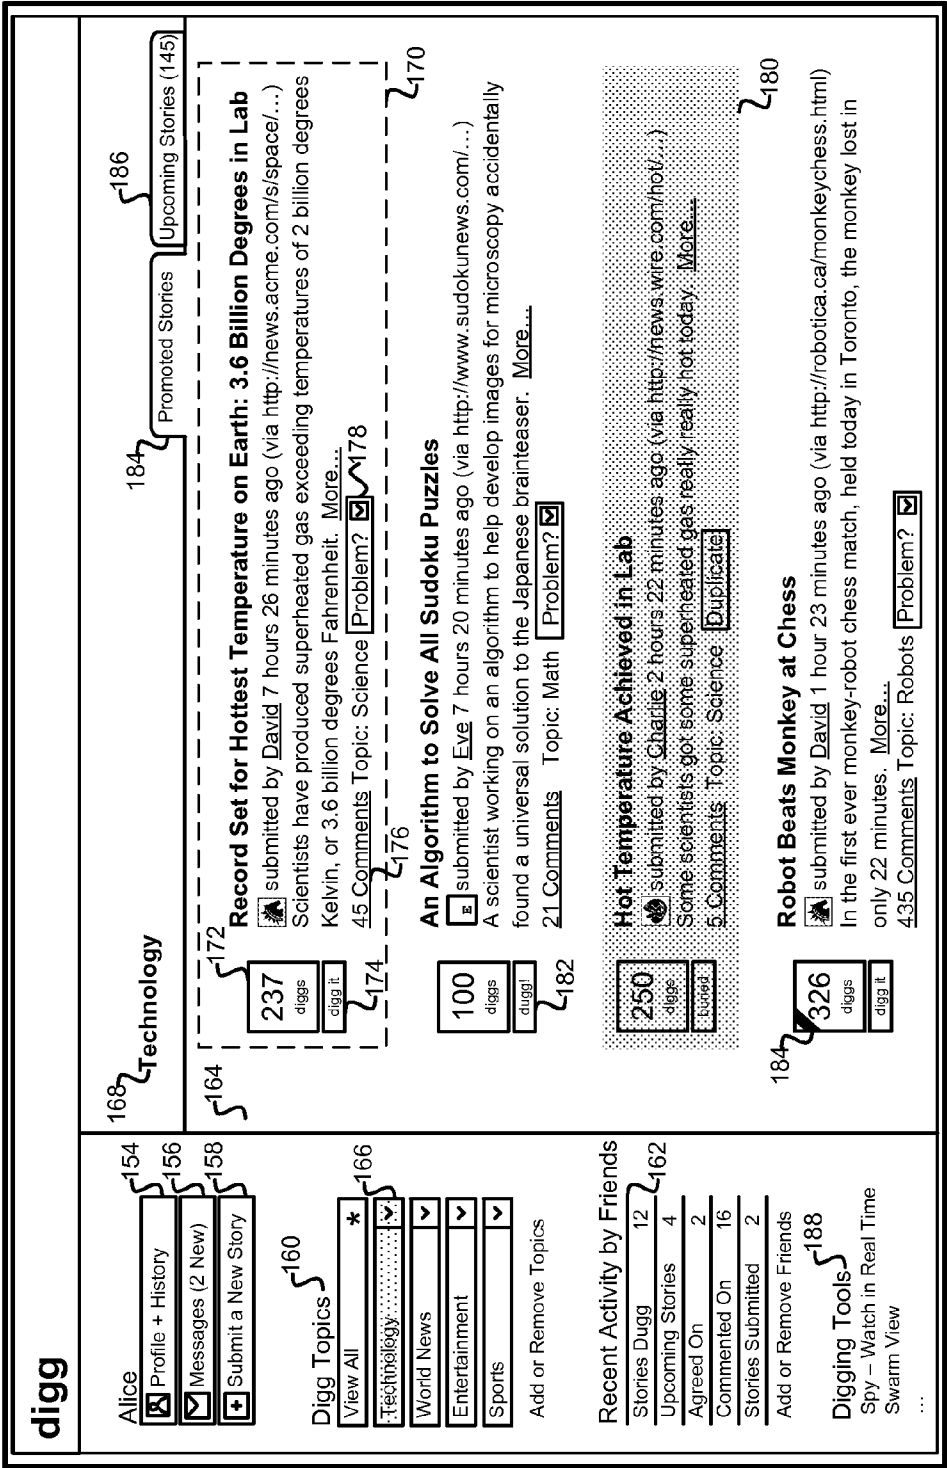 digg
Alice
Profile + History
154
Messages (2 New)
156
Submit a New Story
158
Digg Topics
160
View All *
Technology
166
World News
Entertainment
Sports
Add or Remove Topics
Recent Activity by Friends
Stories Dugg 12
162
Upcoming Stories 4
Agreed On 2
Commented On 16
Stories Submitted 2
Add or Remove Friends
Digging Tools
188
Spy – Watch in Real Time
Swarm View
...
168
Technology
184
Promoted Stories
186
Upcoming Stories (145)
164
172
237
diggs
digg it
174
Record Set for Hottest Temperature on Earth: 3.6 Billion Degrees in Lab
submitted by David 7 hours 26 minutes ago (via http://news.acme.com/s/space/...)
Scientists have produced superheated gas exceeding temperatures of 2 billion degrees
Kelvin, or 3.6 billion degrees Fahrenheit. More...
45 Comments Topic: Science Problem?
176
178
170
100
diggs
dugg!
182
An Algorithm to Solve All Sudoku Puzzles
E submitted by Eve 7 hours 20 minutes ago (via http://www.sudokunews.com/...)
A scientist working on an algorithm to help develop images for microscopy accidentally
found a universal solution to the Japanese brainteaser. More...
21 Comments Topic: Math Problem?
250
diggs
buried
Hot Temperature Achieved in Lab
submitted by Charlie 2 hours 22 minutes ago (via http://news.wire.com/hot/...)
Some scientists got some superheated gas really really hot today. More...
5 Comments Topic: Science Duplicate
180
184
326
diggs
digg it
Robot Beats Monkey at Chess
submitted by David 1 hour 23 minutes ago (via http://robotica.ca/monkeychess.html)
In the first ever monkey-robot chess match, held today in Toronto, the monkey lost in
only 22 minutes. More...
435 Comments Topic: Robots Problem?